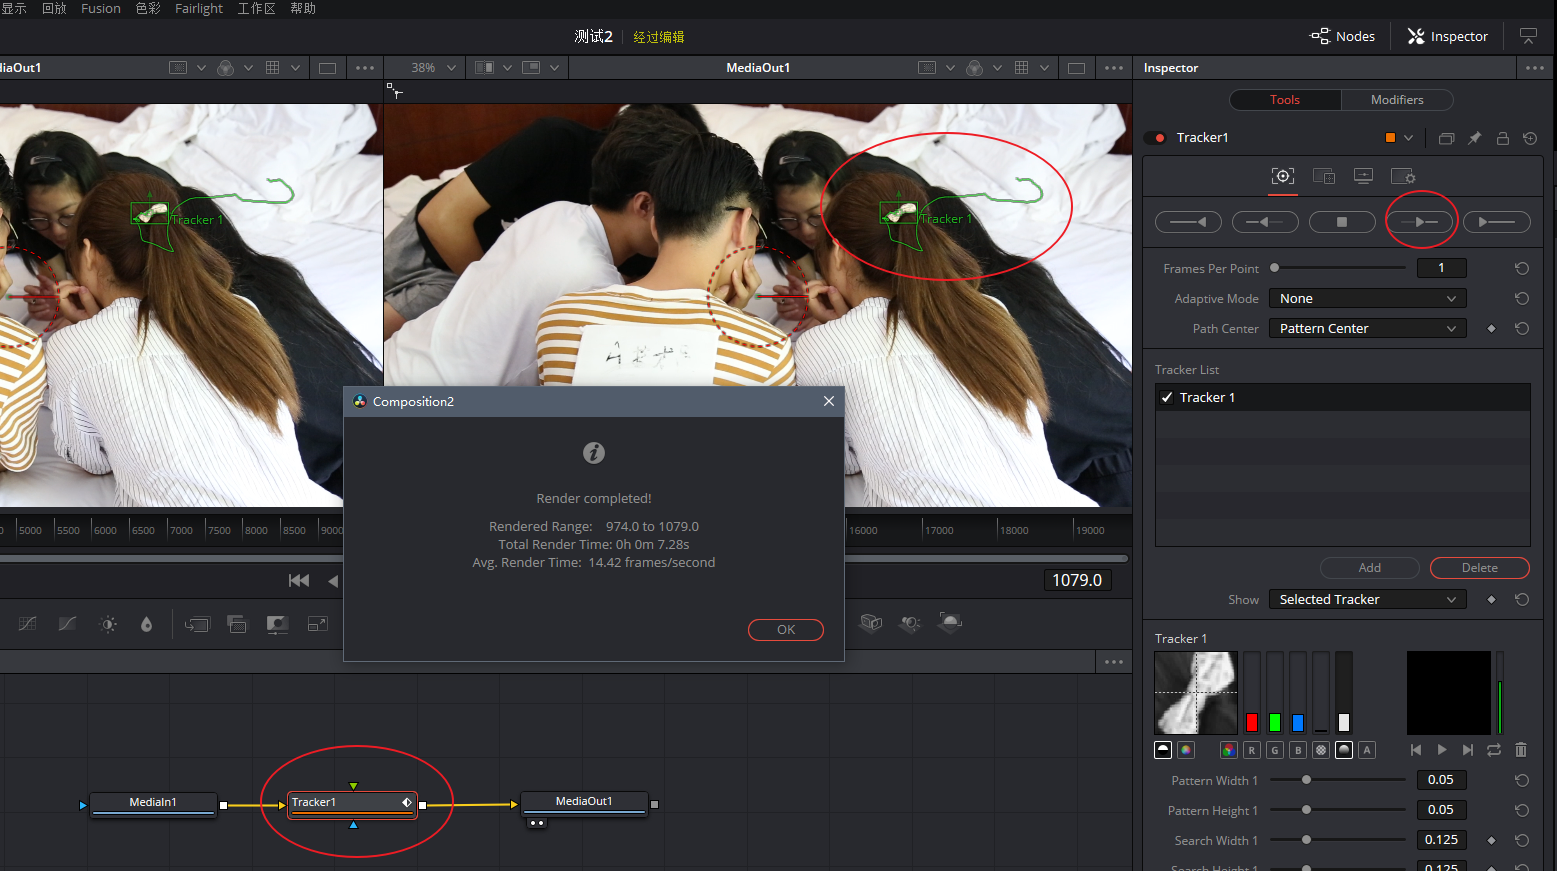 显示 回放 Fusion 色彩 Fairlight 工作区 帮助
测试2 经过编辑 Nodes Inspector
diaOut1 38% MediaOut1 Inspector
Tools Modifiers
Tracker1
Tracker 1 Tracker 1
Frames Per Point 1
Adaptive Mode None
Path Center Pattern Center
Tracker List
Tracker 1
Composition2
Render completed!
Rendered Range: 974.0 to 1079.0
Total Render Time: 0h 0m 7.28s
Avg. Render Time: 14.42 frames/second
OK
0 5000 5500 6000 6500 7000 7500 8000 8500 9000 16000 17000 18000 19000
1079.0
Add Delete
Show Selected Tracker
Tracker 1
R G B A
Pattern Width 1 0.05
Pattern Height 1 0.05
Search Width 1 0.125
Search Height 1 0.125
MediaIn1 Tracker1 MediaOut1